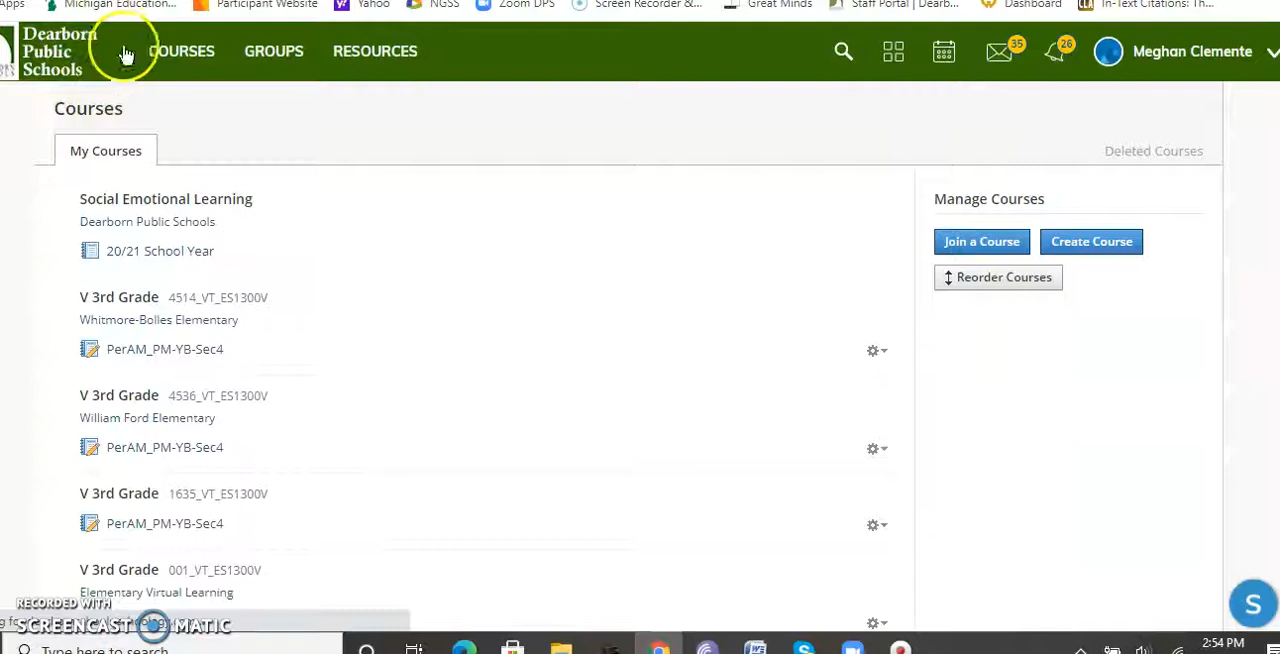 Apps Michigan Education... Participant Website Yahoo NGSS Zoom DPS Screen Recorder &... Great Minds Staff Portal | Dearb... Dashboard In-Text Citations: Th...
Dearborn
Public
Schools
COURSES GROUPS RESOURCES 35 26 Meghan Clemente
Courses
My Courses Deleted Courses
Social Emotional Learning
Dearborn Public Schools
20/21 School Year
V 3rd Grade 4514_VT_ES1300V
Whitmore-Bolles Elementary
PerAM_PM-YB-Sec4
V 3rd Grade 4536_VT_ES1300V
William Ford Elementary
PerAM_PM-YB-Sec4
V 3rd Grade 1635_VT_ES1300V
PerAM_PM-YB-Sec4
V 3rd Grade 001_VT_ES1300V
Elementary Virtual Learning
Manage Courses
Join a Course Create Course
Reorder Courses
S
RECORDED WITH
SCREENCAST MATIC
Type here to search
2:54 PM